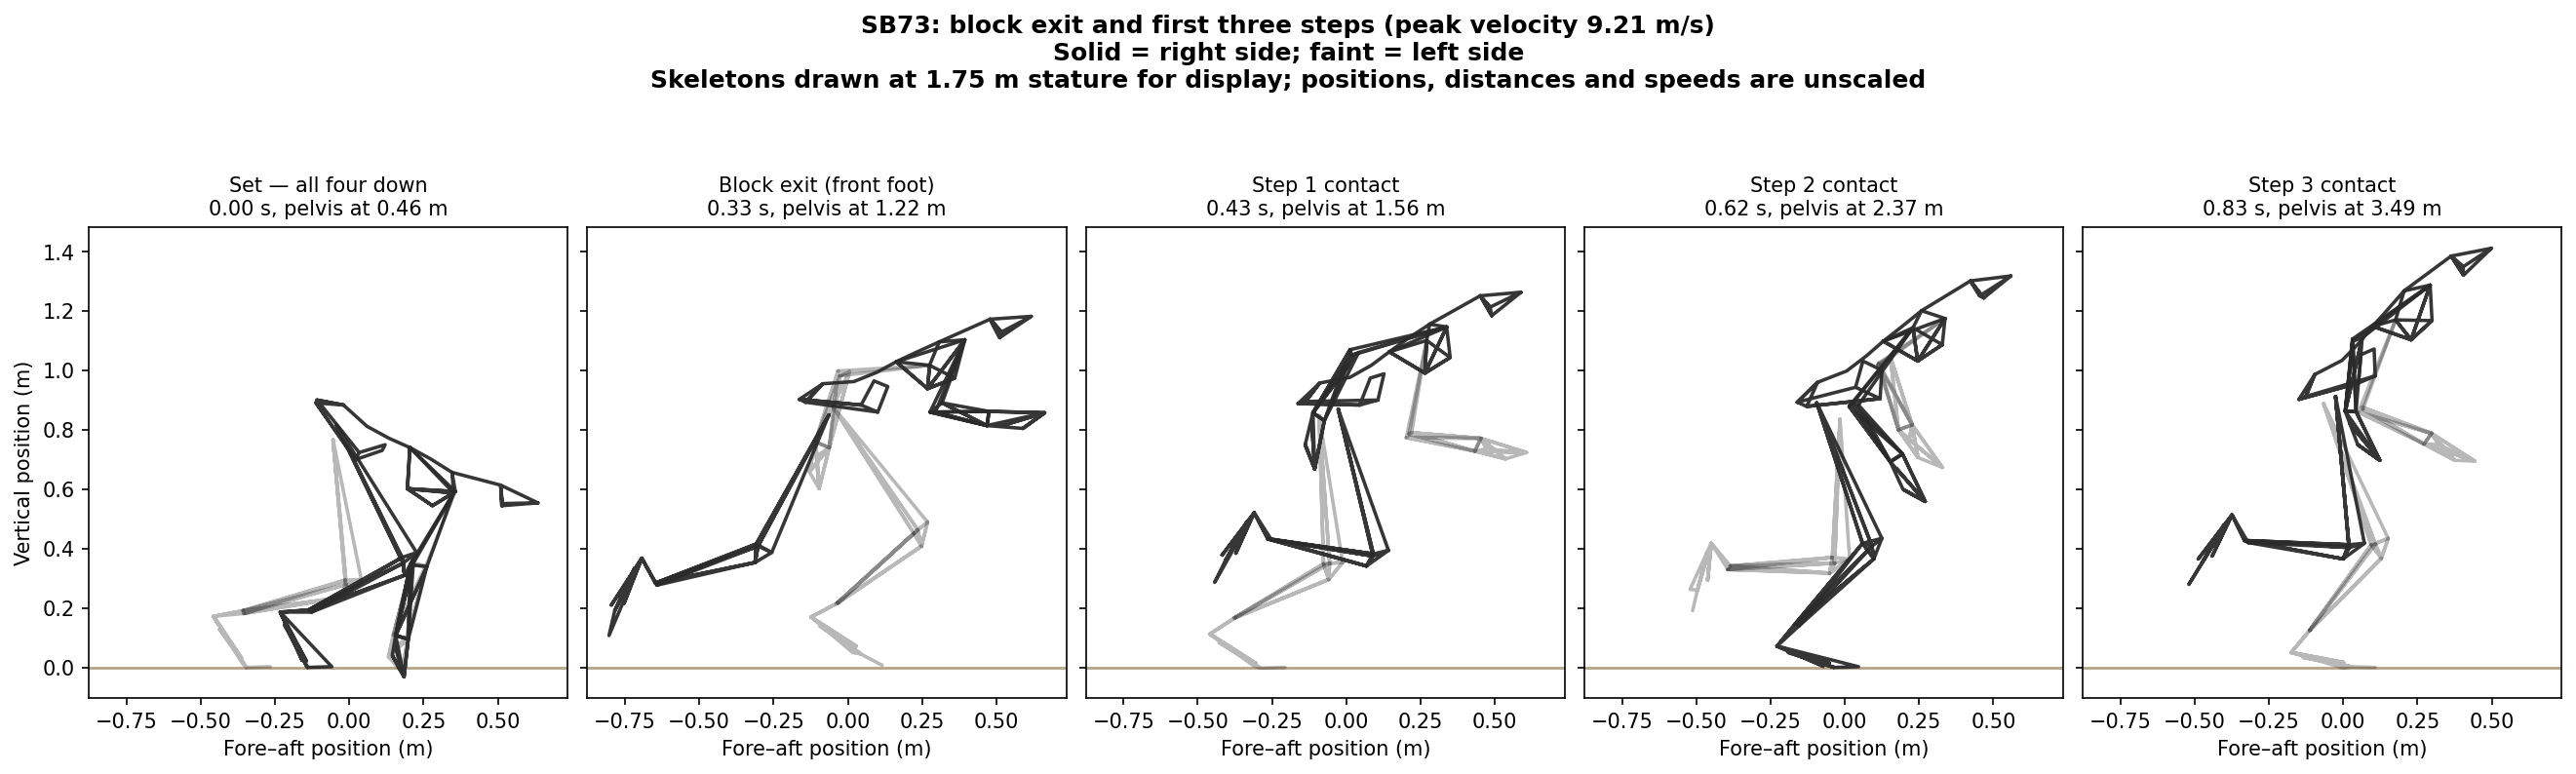 SB73: block exit and first three steps (peak velocity 9.21 m/s)
Solid = right side; faint = left side
Skeletons drawn at 1.75 m stature for display; positions, distances and speeds are unscaled
Set — all four down
0.00 s, pelvis at 0.46 m
Block exit (front foot)
0.33 s, pelvis at 1.22 m
Step 1 contact
0.43 s, pelvis at 1.56 m
Step 2 contact
0.62 s, pelvis at 2.37 m
Step 3 contact
0.83 s, pelvis at 3.49 m
Vertical position (m)
1.4
1.2
1.0
0.8
0.6
0.4
0.2
0.0
−0.75 −0.50 −0.25 0.00 0.25 0.50
Fore–aft position (m)
−0.75 −0.50 −0.25 0.00 0.25 0.50
Fore–aft position (m)
−0.75 −0.50 −0.25 0.00 0.25 0.50
Fore–aft position (m)
−0.75 −0.50 −0.25 0.00 0.25 0.50
Fore–aft position (m)
−0.75 −0.50 −0.25 0.00 0.25 0.50
Fore–aft position (m)